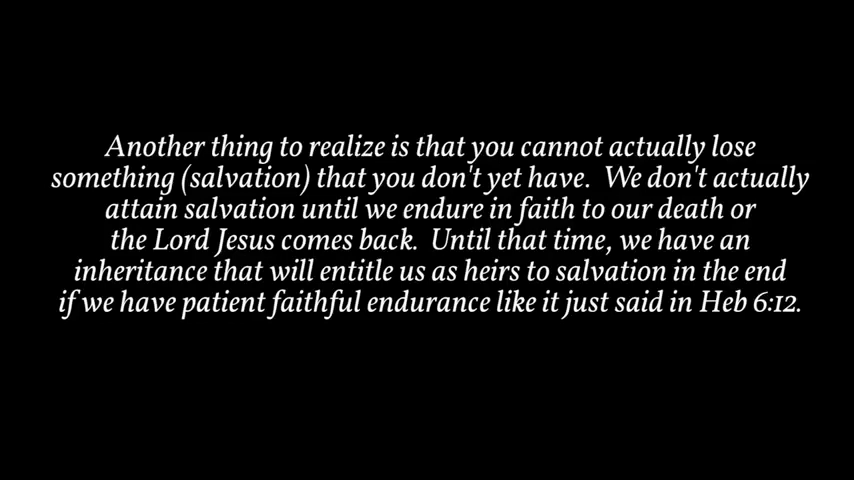 Another thing to realize is that you cannot actually lose
something (salvation) that you don't yet have.  We don't actually
attain salvation until we endure in faith to our death or
the Lord Jesus comes back.  Until that time, we have an
inheritance that will entitle us as heirs to salvation in the end
if we have patient faithful endurance like it just said in Heb 6:12.